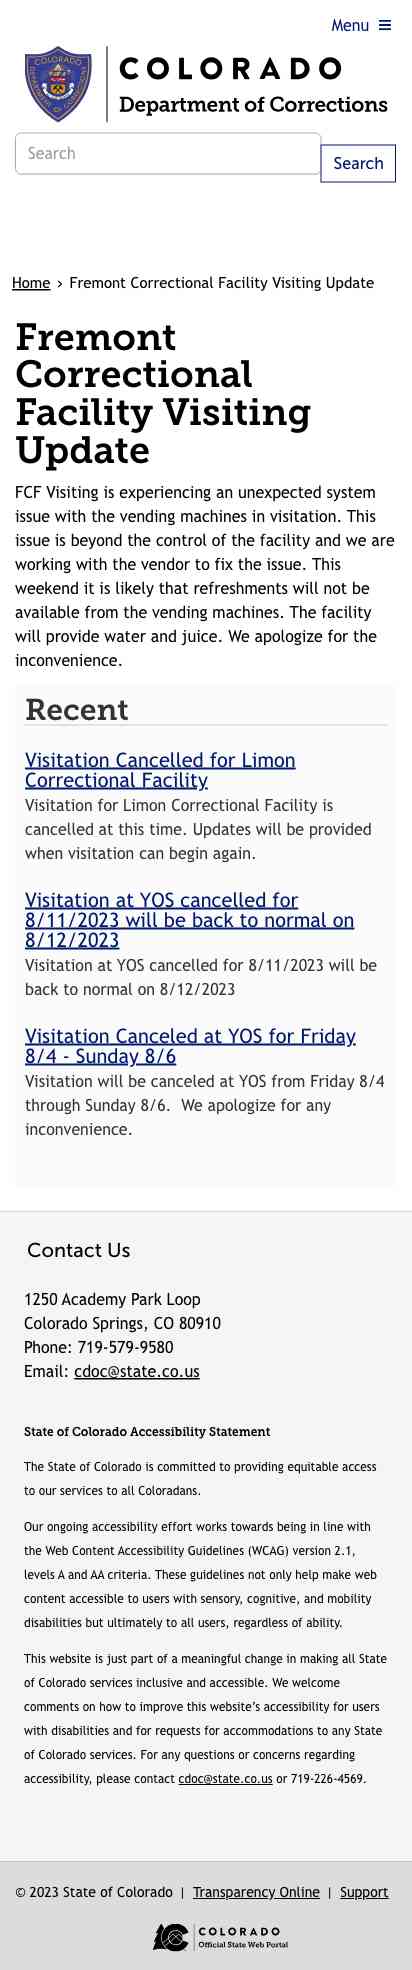 Menu
COLORADO
Department of Corrections
Search
Search
Home › Fremont Correctional Facility Visiting Update
Fremont
Correctional
Facility Visiting
Update
FCF Visiting is experiencing an unexpected system
issue with the vending machines in visitation. This
issue is beyond the control of the facility and we are
working with the vendor to fix the issue. This
weekend it is likely that refreshments will not be
available from the vending machines. The facility
will provide water and juice. We apologize for the
inconvenience.
Recent
Visitation Cancelled for Limon
Correctional Facility
Visitation for Limon Correctional Facility is
cancelled at this time. Updates will be provided
when visitation can begin again.
Visitation at YOS cancelled for
8/11/2023 will be back to normal on
8/12/2023
Visitation at YOS cancelled for 8/11/2023 will be
back to normal on 8/12/2023
Visitation Canceled at YOS for Friday
8/4 - Sunday 8/6
Visitation will be canceled at YOS from Friday 8/4
through Sunday 8/6.  We apologize for any
inconvenience.
Contact Us
1250 Academy Park Loop
Colorado Springs, CO 80910
Phone: 719-579-9580
Email: cdoc@state.co.us
State of Colorado Accessibility Statement
The State of Colorado is committed to providing equitable access
to our services to all Coloradans.
Our ongoing accessibility effort works towards being in line with
the Web Content Accessibility Guidelines (WCAG) version 2.1,
levels A and AA criteria. These guidelines not only help make web
content accessible to users with sensory, cognitive, and mobility
disabilities but ultimately to all users, regardless of ability.
This website is just part of a meaningful change in making all State
of Colorado services inclusive and accessible. We welcome
comments on how to improve this website’s accessibility for users
with disabilities and for requests for accommodations to any State
of Colorado services. For any questions or concerns regarding
accessibility, please contact cdoc@state.co.us or 719-226-4569.
© 2023 State of Colorado | Transparency Online | Support
COLORADO
Official State Web Portal